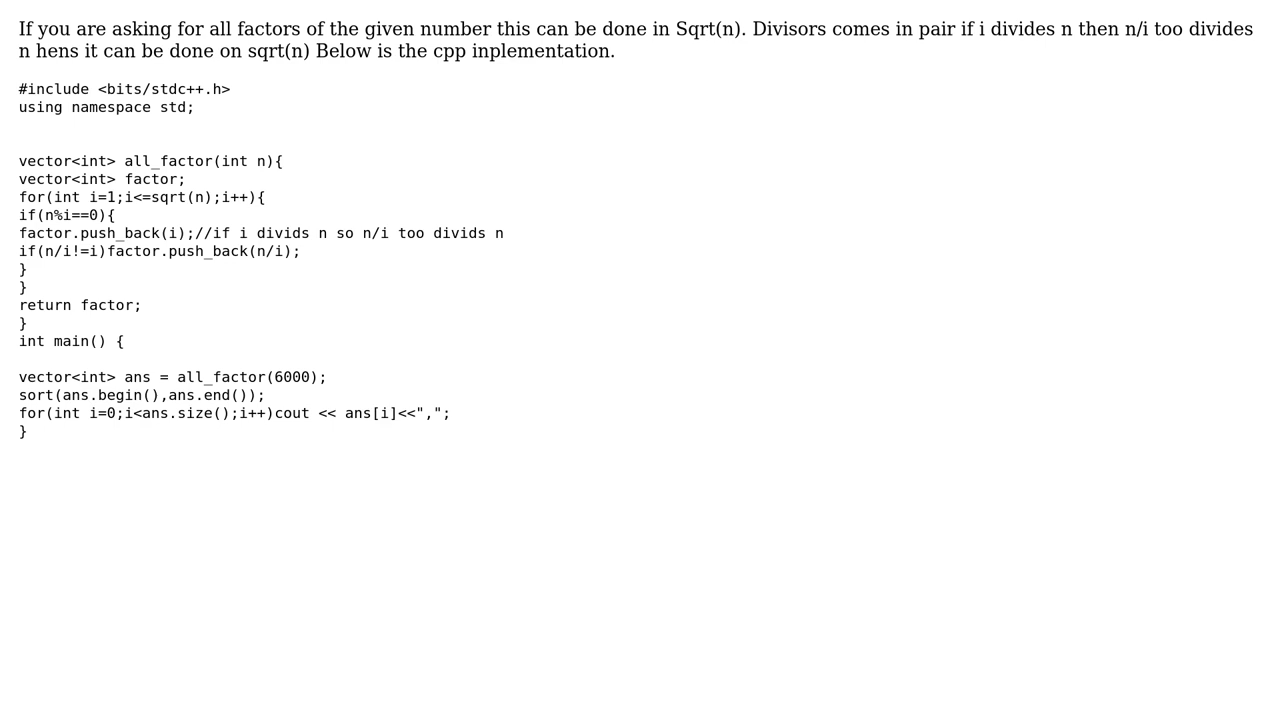 If you are asking for all factors of the given number this can be done in Sqrt(n). Divisors comes in pair if i divides n then n/i too divides
n hens it can be done on sqrt(n) Below is the cpp inplementation.
#include <bits/stdc++.h>
using namespace std;
vector<int> all_factor(int n){
vector<int> factor;
for(int i=1;i<=sqrt(n);i++){
if(n%i==0){
factor.push_back(i);//if i divids n so n/i too divids n
if(n/i!=i)factor.push_back(n/i);
}
}
return factor;
}
int main() {
vector<int> ans = all_factor(6000);
sort(ans.begin(),ans.end());
for(int i=0;i<ans.size();i++)cout << ans[i]<<",";
}